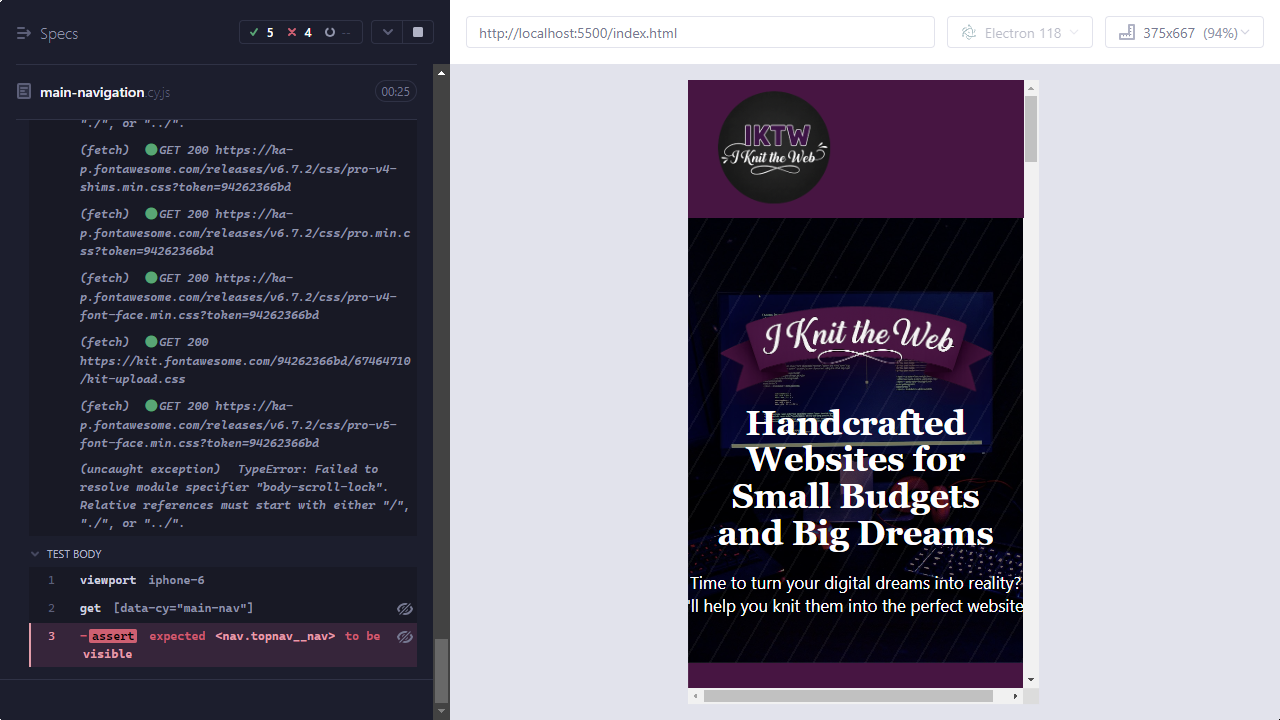 Specs
5 4 --
main-navigation.cy.js 00:25
"./", or "../".
(fetch) GET 200 https://ka-
p.fontawesome.com/releases/v6.7.2/css/pro-v4-
shims.min.css?token=94262366bd
(fetch) GET 200 https://ka-
p.fontawesome.com/releases/v6.7.2/css/pro.min.c
ss?token=94262366bd
(fetch) GET 200 https://ka-
p.fontawesome.com/releases/v6.7.2/css/pro-v4-
font-face.min.css?token=94262366bd
(fetch) GET 200
https://kit.fontawesome.com/94262366bd/67464710
/kit-upload.css
(fetch) GET 200 https://ka-
p.fontawesome.com/releases/v6.7.2/css/pro-v5-
font-face.min.css?token=94262366bd
(uncaught exception) TypeError: Failed to
resolve module specifier "body-scroll-lock".
Relative references must start with either "/",
"./", or "../".
TEST BODY
1 viewport iphone-6
2 get [data-cy="main-nav"]
3 -assert expected <nav.topnav__nav> to be
visible
http://localhost:5500/index.html
Electron 118
375x667 (94%)
IKTW
I Knit the Web
I Knit the Web
Handcrafted
Websites for
Small Budgets
and Big Dreams
Time to turn your digital dreams into reality?
'll help you knit them into the perfect website